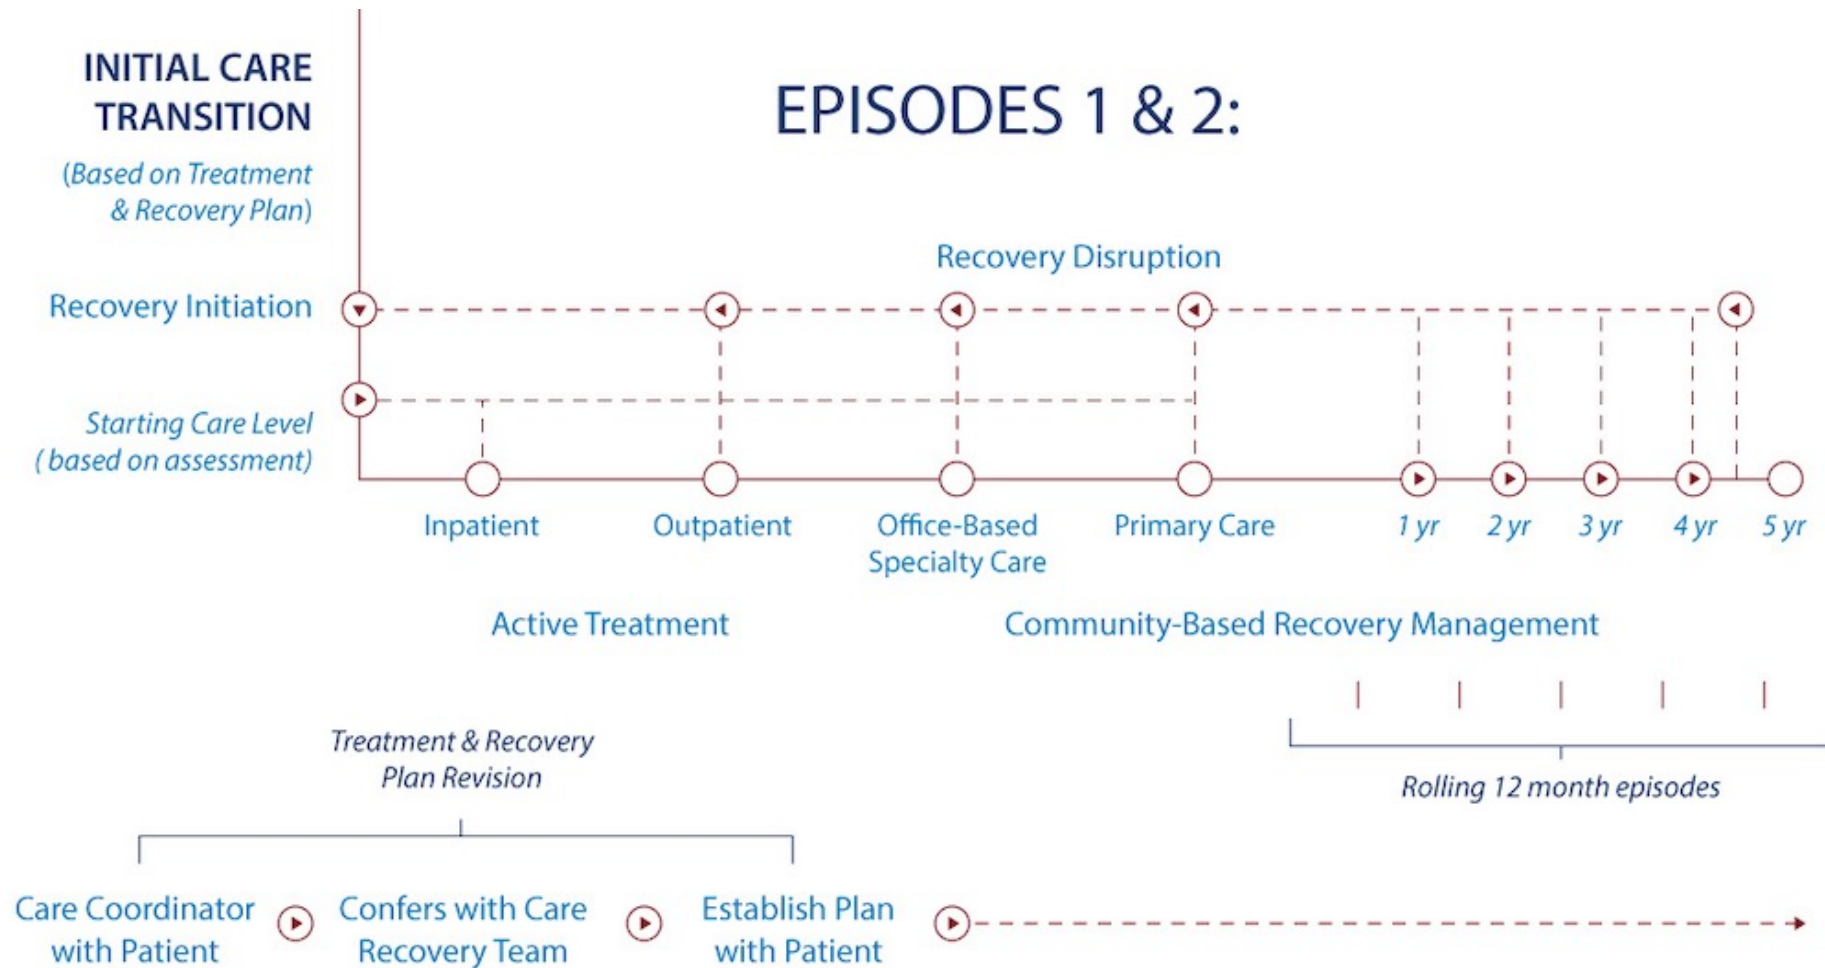 INITIAL CARE
TRANSITION
(Based on Treatment
& Recovery Plan)
EPISODES 1 & 2:
Recovery Disruption
Recovery Initiation
Starting Care Level
( based on assessment)
Inpatient
Outpatient
Office-Based
Specialty Care
Primary Care
1 yr
2 yr
3 yr
4 yr
5 yr
Active Treatment
Community-Based Recovery Management
Rolling 12 month episodes
Treatment & Recovery
Plan Revision
Care Coordinator
with Patient
Confers with Care
Recovery Team
Establish Plan
with Patient